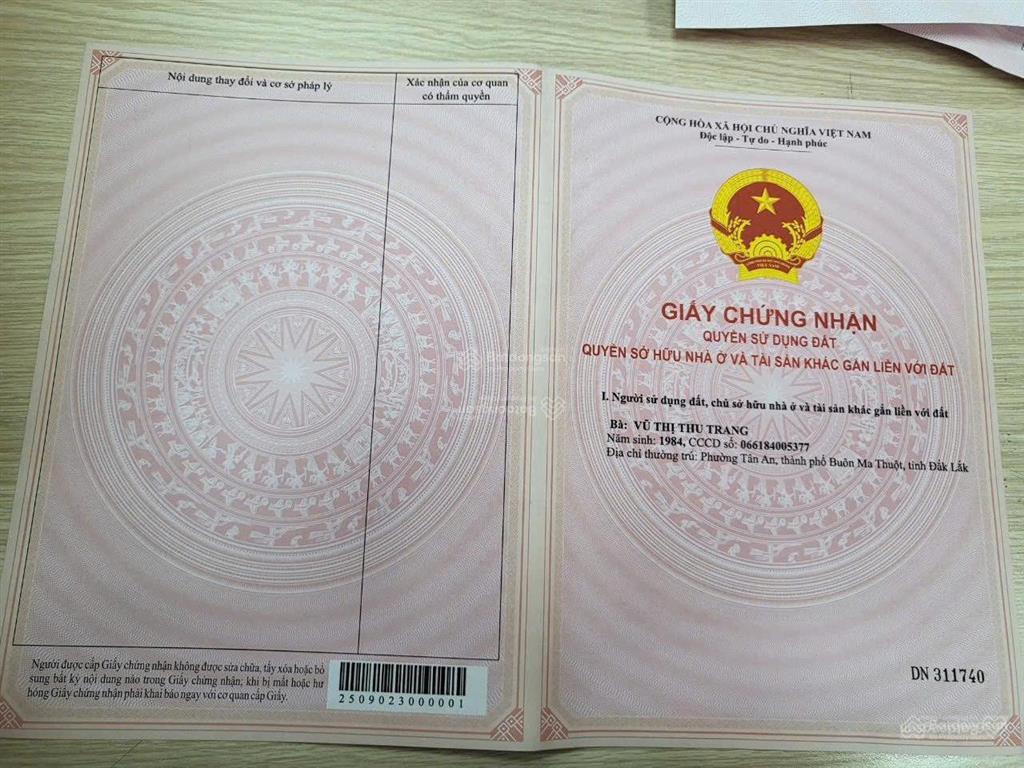 Nội dung thay đổi và cơ sở pháp lý
Xác nhận của cơ quan
có thẩm quyền
Người được cấp Giấy chứng nhận không được sửa chữa, tẩy xóa hoặc bổ
sung bất kỳ nội dung nào trong Giấy chứng nhận; khi bị mất hoặc hư
hỏng Giấy chứng nhận phải khai báo ngay với cơ quan cấp Giấy.
2509023000001
CỘNG HÒA XÃ HỘI CHỦ NGHĨA VIỆT NAM
Độc lập - Tự do - Hạnh phúc
VIỆT NAM
GIẤY CHỨNG NHẬN
QUYỀN SỬ DỤNG ĐẤT
QUYỀN SỞ HỮU NHÀ Ở VÀ TÀI SẢN KHÁC GẮN LIỀN VỚI ĐẤT
I. Người sử dụng đất, chủ sở hữu nhà ở và tài sản khác gắn liền với đất
Bà: VŨ THỊ THU TRANG
Năm sinh: 1984, CCCD số: 066184005377
Địa chỉ thường trú: Phường Tân An, thành phố Buôn Ma Thuột, tỉnh Đắk Lắk
DN 311740
Batdongsan